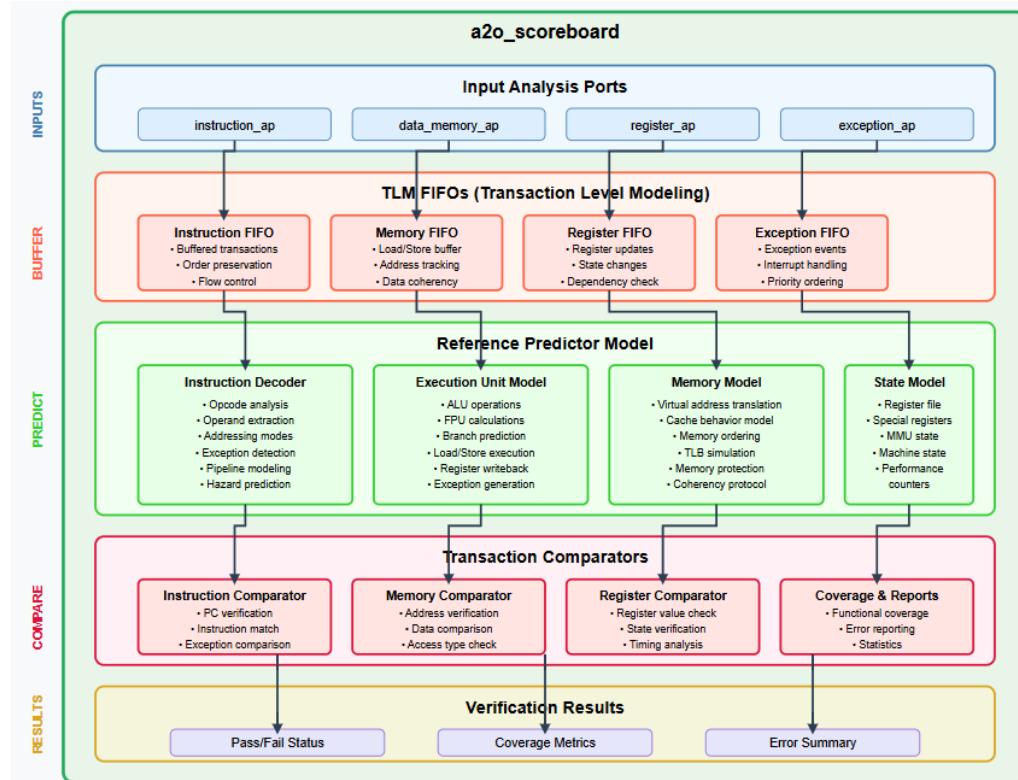 a2o_scoreboard
INPUTS
Input Analysis Ports
instruction_ap
data_memory_ap
register_ap
exception_ap
BUFFER
TLM FIFOs (Transaction Level Modeling)
Instruction FIFO
• Buffered transactions
• Order preservation
• Flow control
Memory FIFO
• Load/Store buffer
• Address tracking
• Data coherency
Register FIFO
• Register updates
• State changes
• Dependency check
Exception FIFO
• Exception events
• Interrupt handling
• Priority ordering
PREDICT
Reference Predictor Model
Instruction Decoder
• Opcode analysis
• Operand extraction
• Addressing modes
• Exception detection
• Pipeline modeling
• Hazard prediction
Execution Unit Model
• ALU operations
• FPU calculations
• Branch prediction
• Load/Store execution
• Register writeback
• Exception generation
Memory Model
• Virtual address translation
• Cache behavior model
• Memory ordering
• TLB simulation
• Memory protection
• Coherency protocol
State Model
• Register file
• Special registers
• MMU state
• Machine state
• Performance
counters
COMPARE
Transaction Comparators
Instruction Comparator
• PC verification
• Instruction match
• Exception comparison
Memory Comparator
• Address verification
• Data comparison
• Access type check
Register Comparator
• Register value check
• State verification
• Timing analysis
Coverage & Reports
• Functional coverage
• Error reporting
• Statistics
RESULTS
Verification Results
Pass/Fail Status
Coverage Metrics
Error Summary